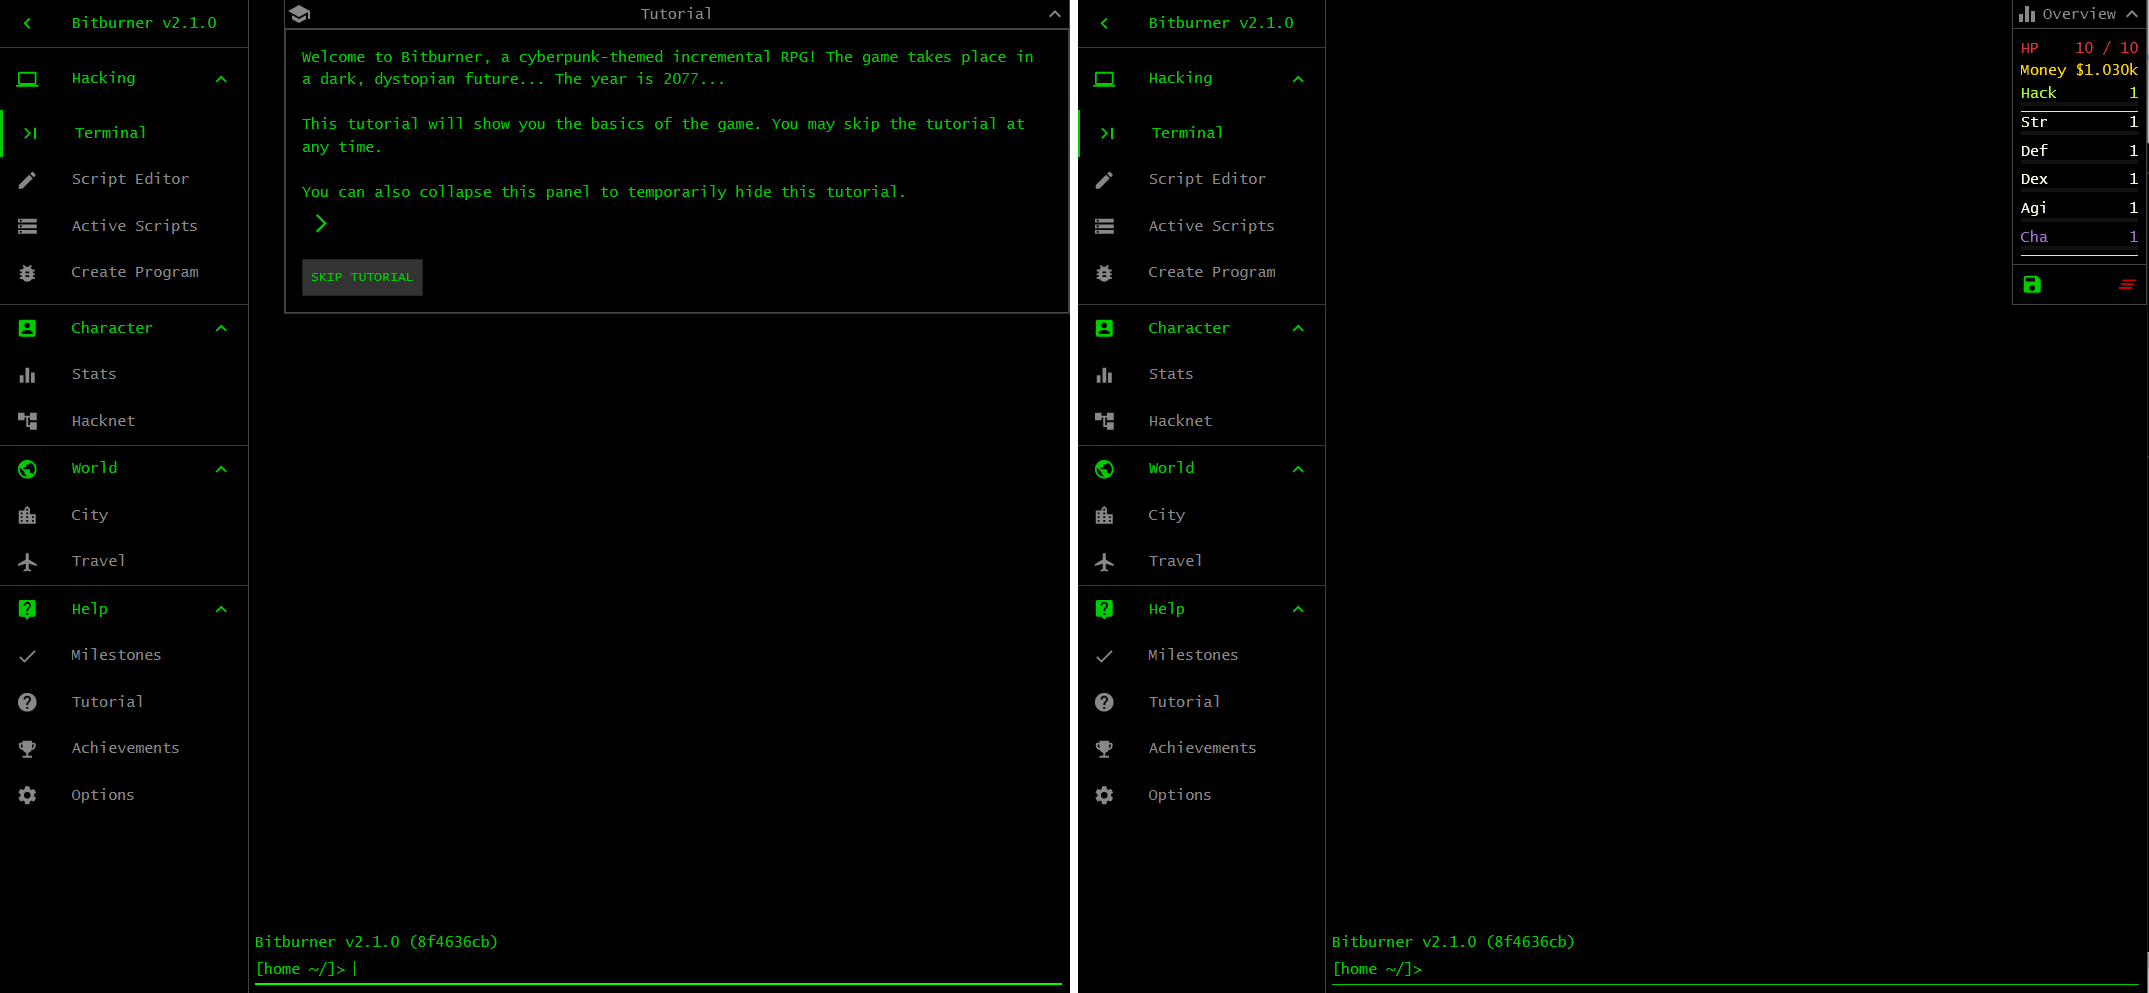 Bitburner v2.1.0
Hacking
Terminal
Script Editor
Active Scripts
Create Program
Character
Stats
Hacknet
World
City
Travel
Help
Milestones
Tutorial
Achievements
Options
Tutorial
Welcome to Bitburner, a cyberpunk-themed incremental RPG! The game takes place in
a dark, dystopian future... The year is 2077...
This tutorial will show you the basics of the game. You may skip the tutorial at
any time.
You can also collapse this panel to temporarily hide this tutorial.
SKIP TUTORIAL
Bitburner v2.1.0 (8f4636cb)
[home ~/]>
Bitburner v2.1.0
Hacking
Terminal
Script Editor
Active Scripts
Create Program
Character
Stats
Hacknet
World
City
Travel
Help
Milestones
Tutorial
Achievements
Options
Overview
HP 10 / 10
Money $1.030k
Hack 1
Str 1
Def 1
Dex 1
Agi 1
Cha 1
Bitburner v2.1.0 (8f4636cb)
[home ~/]>